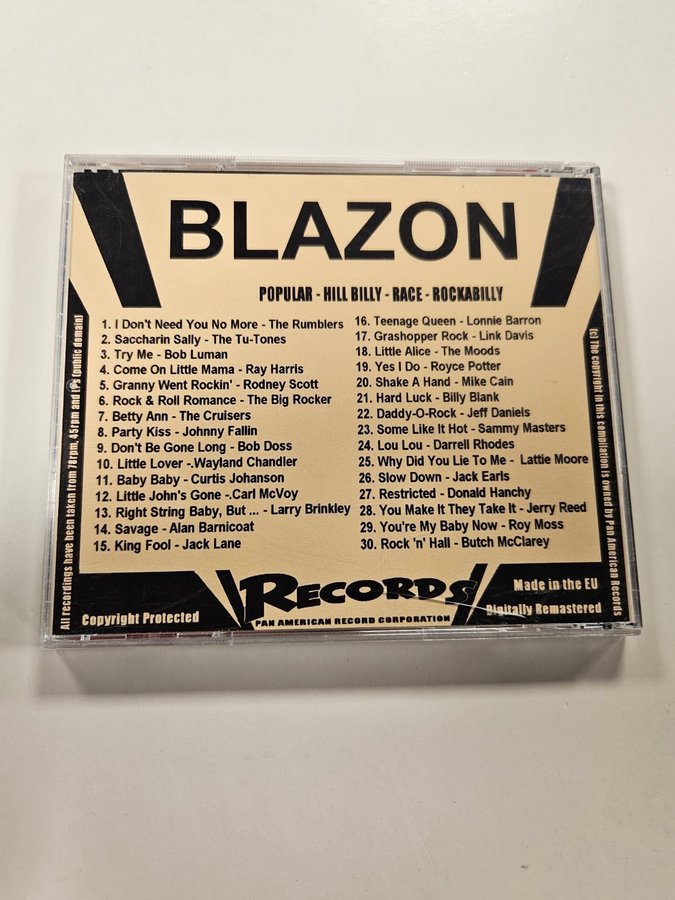 BLAZON
POPULAR - HILL BILLY - RACE - ROCKABILLY
1. I Don't Need You No More - The Rumblers
2. Saccharin Sally - The Tu-Tones
3. Try Me - Bob Luman
4. Come On Little Mama - Ray Harris
5. Granny Went Rockin' - Rodney Scott
6. Rock & Roll Romance - The Big Rocker
7. Betty Ann - The Cruisers
8. Party Kiss - Johnny Fallin
9. Don't Be Gone Long - Bob Doss
10. Little Lover -.Wayland Chandler
11. Baby Baby - Curtis Johanson
12. Little John's Gone -.Carl McVoy
13. Right String Baby, But ... - Larry Brinkley
14. Savage - Alan Barnicoat
15. King Fool - Jack Lane
16. Teenage Queen - Lonnie Barron
17. Grashopper Rock - Link Davis
18. Little Alice - The Moods
19. Yes I Do - Royce Potter
20. Shake A Hand - Mike Cain
21. Hard Luck - Billy Blank
22. Daddy-O-Rock - Jeff Daniels
23. Some Like It Hot - Sammy Masters
24. Lou Lou - Darrell Rhodes
25. Why Did You Lie To Me - Lattie Moore
26. Slow Down - Jack Earls
27. Restricted - Donald Hanchy
28. You Make It They Take It - Jerry Reed
29. You're My Baby Now - Roy Moss
30. Rock 'n' Hall - Butch McClarey
All recordings have been taken from 78rpm, 45rpm and LP's (public domain)
(c) The copyright in this compilation is owned by Pan American Records
Copyright Protected
RECORDS
PAN AMERICAN RECORD CORPORATION
Made in the EU
Digitally Remastered